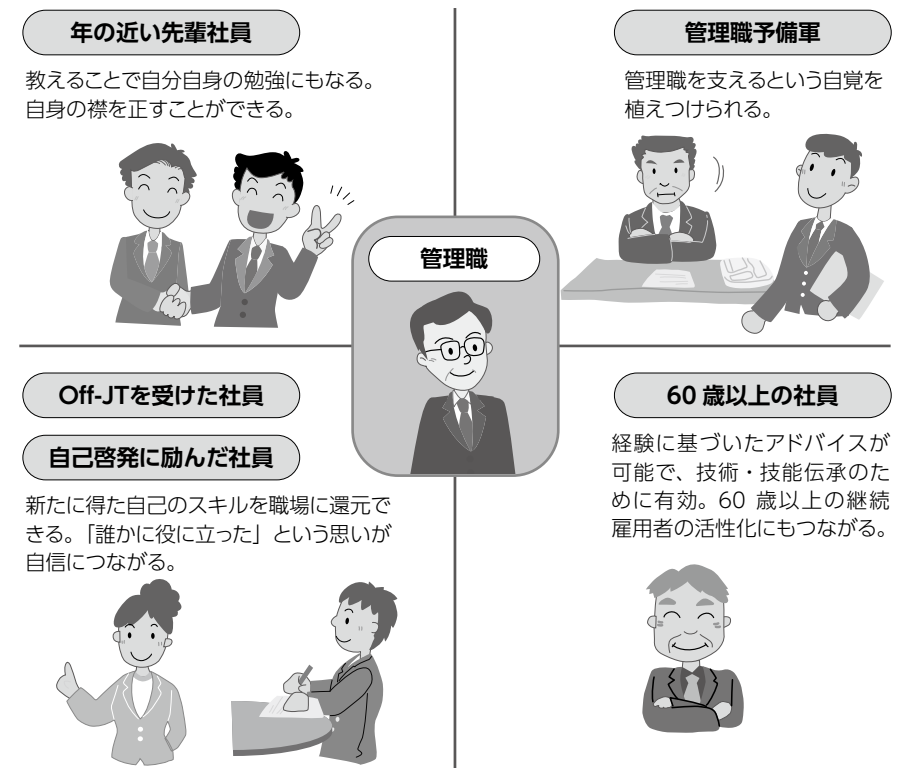 年の近い先輩社員
教えることで自分自身の勉強にもなる。
自身の襟を正すことができる。
管理職予備軍
管理職を支えるという自覚を
植えつけられる。
管理職
Off-JTを受けた社員
自己啓発に励んだ社員
新たに得た自己のスキルを職場に還元で
きる。「誰かに役に立った」という思いが
自信につながる。
60 歳以上の社員
経験に基づいたアドバイスが
可能で、技術・技能伝承のた
めに有効。60 歳以上の継続
雇用者の活性化にもつながる。